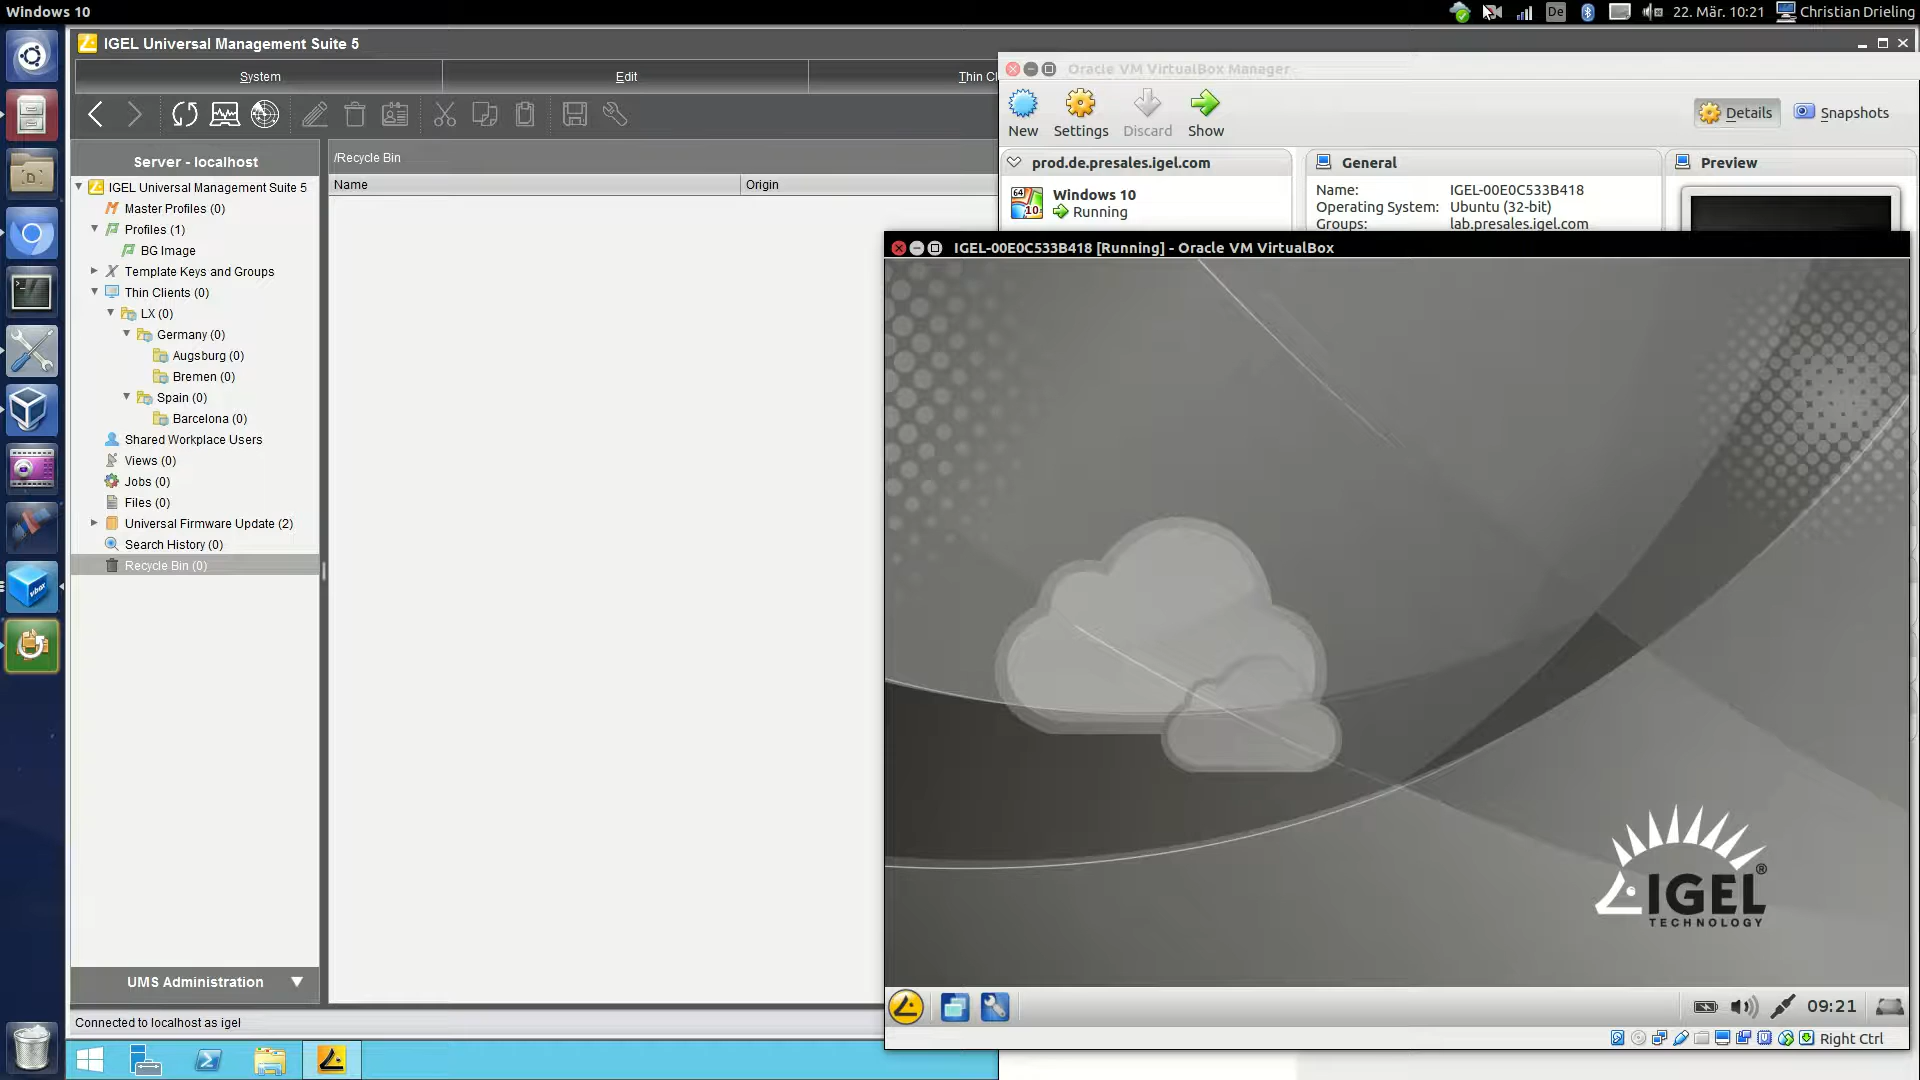 Windows 10
De
22. Mär. 10:21
Christian Drieling
IGEL Universal Management Suite 5
System
Edit
Thin Cl
Server - localhost
IGEL Universal Management Suite 5
Master Profiles (0)
Profiles (1)
BG Image
Template Keys and Groups
Thin Clients (0)
LX (0)
Germany (0)
Augsburg (0)
Bremen (0)
Spain (0)
Barcelona (0)
Shared Workplace Users
Views (0)
Jobs (0)
Files (0)
Universal Firmware Update (2)
Search History (0)
Recycle Bin (0)
UMS Administration
Connected to localhost as igel
/Recycle Bin
Name
Origin
Oracle VM VirtualBox Manager
New
Settings
Discard
Show
Details
Snapshots
prod.de.presales.igel.com
64
10
Windows 10
Running
General
Name: IGEL-00E0C533B418
Operating System: Ubuntu (32-bit)
Groups: lab.presales.igel.com
Preview
IGEL-00E0C533B418 [Running] - Oracle VM VirtualBox
IGEL®
TECHNOLOGY
09:21
Right Ctrl
vbox